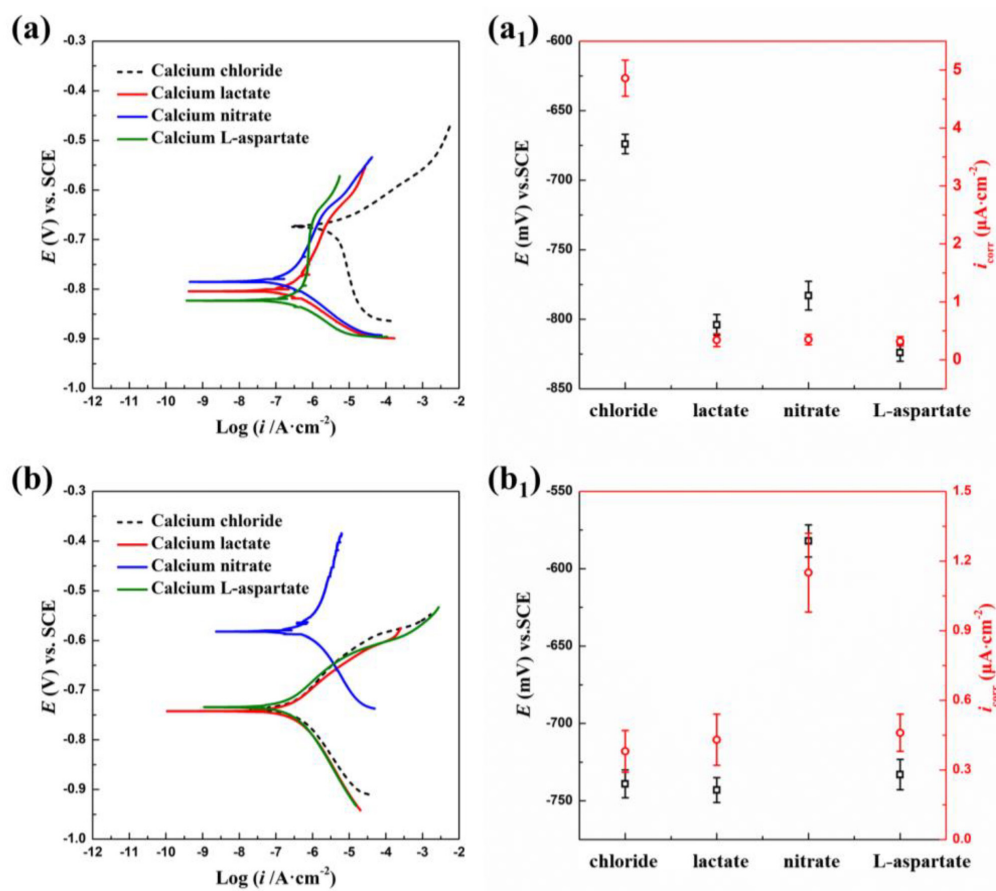 (a)
-0.3
-0.4
-0.5
-0.6
-0.7
-0.8
-0.9
-1.0
E (V) vs. SCE
Calcium chloride
Calcium lactate
Calcium nitrate
Calcium L-aspartate
-12 -11 -10 -9 -8 -7 -6 -5 -4 -3 -2
Log (i /A·cm-2)
(a1)
-600
-650
-700
-750
-800
-850
E (mV) vs.SCE
5
4
3
2
1
0
icorr (μA·cm-2)
chloride lactate nitrate L-aspartate
(b)
-0.3
-0.4
-0.5
-0.6
-0.7
-0.8
-0.9
-1.0
E (V) vs. SCE
Calcium chloride
Calcium lactate
Calcium nitrate
Calcium L-aspartate
-12 -11 -10 -9 -8 -7 -6 -5 -4 -3 -2
Log (i /A·cm-2)
(b1)
-550
-600
-650
-700
-750
E (mV) vs.SCE
1.5
1.2
0.9
0.6
0.3
0.0
icorr (μA·cm-2)
chloride lactate nitrate L-aspartate